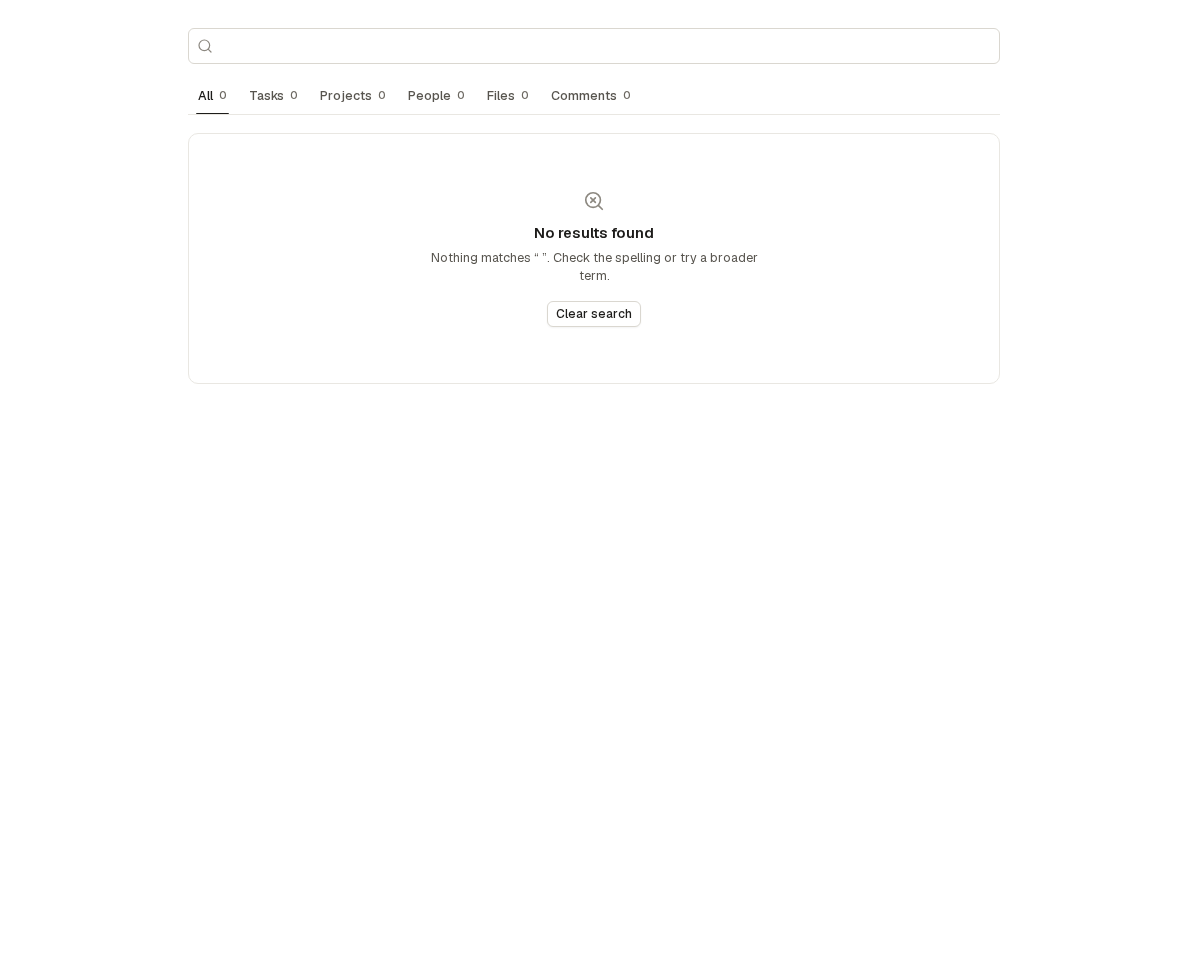 All 0 Tasks 0 Projects 0 People 0 Files 0 Comments 0
No results found
Nothing matches “ ”. Check the spelling or try a broader
term.
Clear search